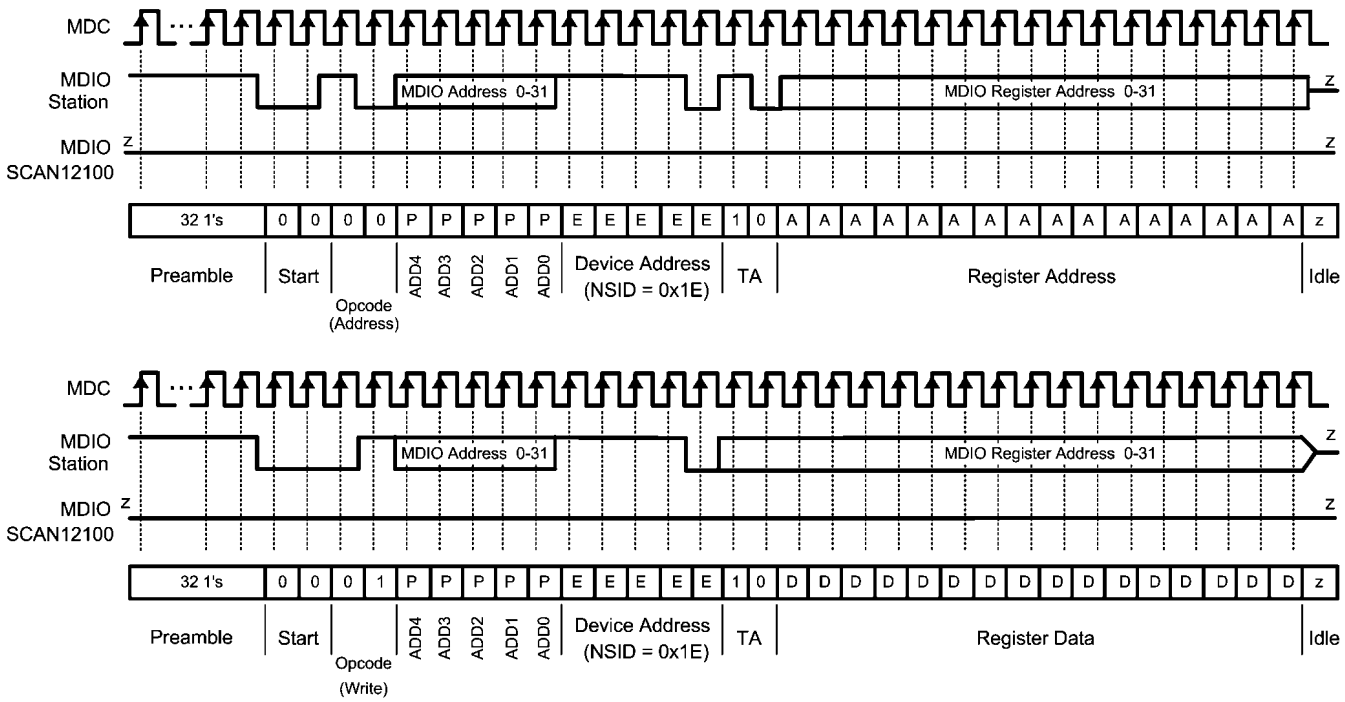 MDC
MDIO
Station
MDIO Address 0-31
MDIO Register Address 0-31
z
MDIO
SCAN12100
z
z
32 1's 0 0 0 0 P P P P P E E E E E 1 0 A A A A A A A A A A A A A A A A z
Preamble Start Opcode
(Address) ADD4 ADD3 ADD2 ADD1 ADD0 Device Address
(NSID = 0x1E) TA Register Address Idle
MDC
MDIO
Station
MDIO Address 0-31
MDIO Register Address 0-31
z
MDIO
SCAN12100
z
z
32 1's 0 0 0 1 P P P P P E E E E E 1 0 D D D D D D D D D D D D D D D D z
Preamble Start Opcode
(Write) ADD4 ADD3 ADD2 ADD1 ADD0 Device Address
(NSID = 0x1E) TA Register Data Idle